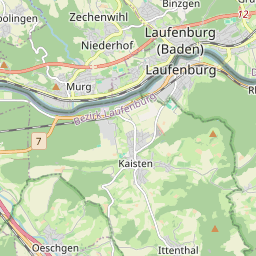 Binzgen
Zechenwihl
12
Laufenburg
(Baden)
Niederhof
Laufenburg
Murg
Bezirk Laufenburg
7
Kaisten
Oeschgen
Ittenthal